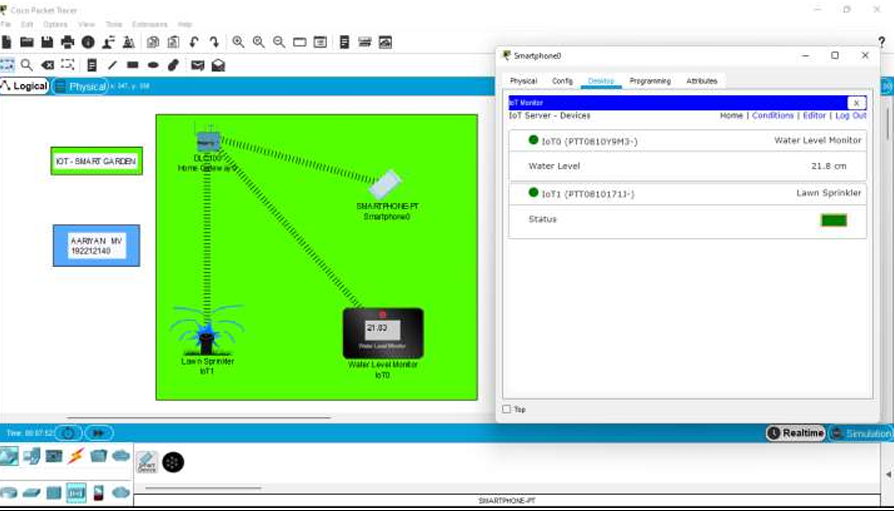 Cisco Packet Tracer
File Edit Options View Tools Extensions Help
Logical
Physical x: 847, y: 398
IOT - SMART GARDEN
AARIYAN MV
192212140
DLC100
Home Gateway0
SMARTPHONE-PT
Smartphone0
21.83
Water Level Monitor
Water Level Monitor
IoT0
Lawn Sprinkler
IoT1
Smartphone0
Physical Config Desktop Programming Attributes
IoT Monitor X
IoT Server - Devices Home | Conditions | Editor | Log Out
IoT0 (PTT0810Y9M3-) Water Level Monitor
Water Level 21.8 cm
IoT1 (PTT0810171J-) Lawn Sprinkler
Status
Top
Time: 00:07:52
Realtime
Simulation
Smart
Device
SMARTPHONE-PT